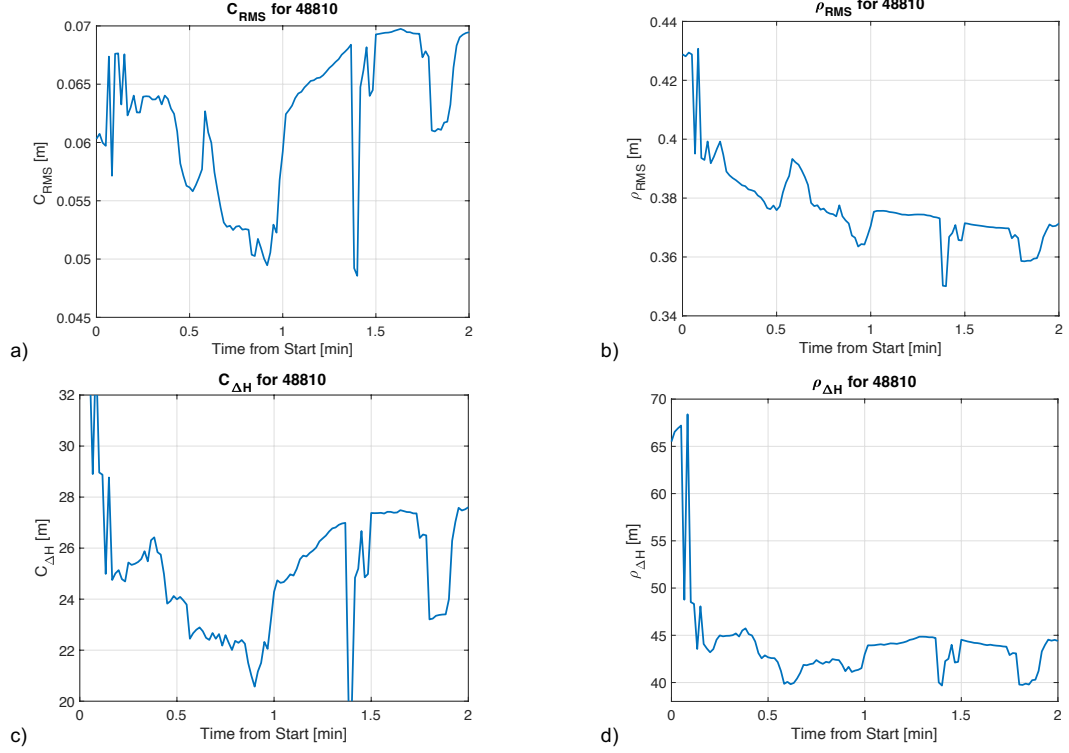 C_RMS for 48810
0.07
0.065
0.06
0.055
0.05
0.045
C_RMS [m]
0
0.5
1
1.5
2
Time from Start [min]
a)
ρ_RMS for 48810
0.44
0.42
0.4
0.38
0.36
0.34
ρ_RMS [m]
0
0.5
1
1.5
2
Time from Start [min]
b)
C_ΔH for 48810
32
30
28
26
24
22
20
C_ΔH [m]
0
0.5
1
1.5
2
Time from Start [min]
c)
ρ_ΔH for 48810
70
65
60
55
50
45
40
ρ_ΔH [m]
0
0.5
1
1.5
2
Time from Start [min]
d)